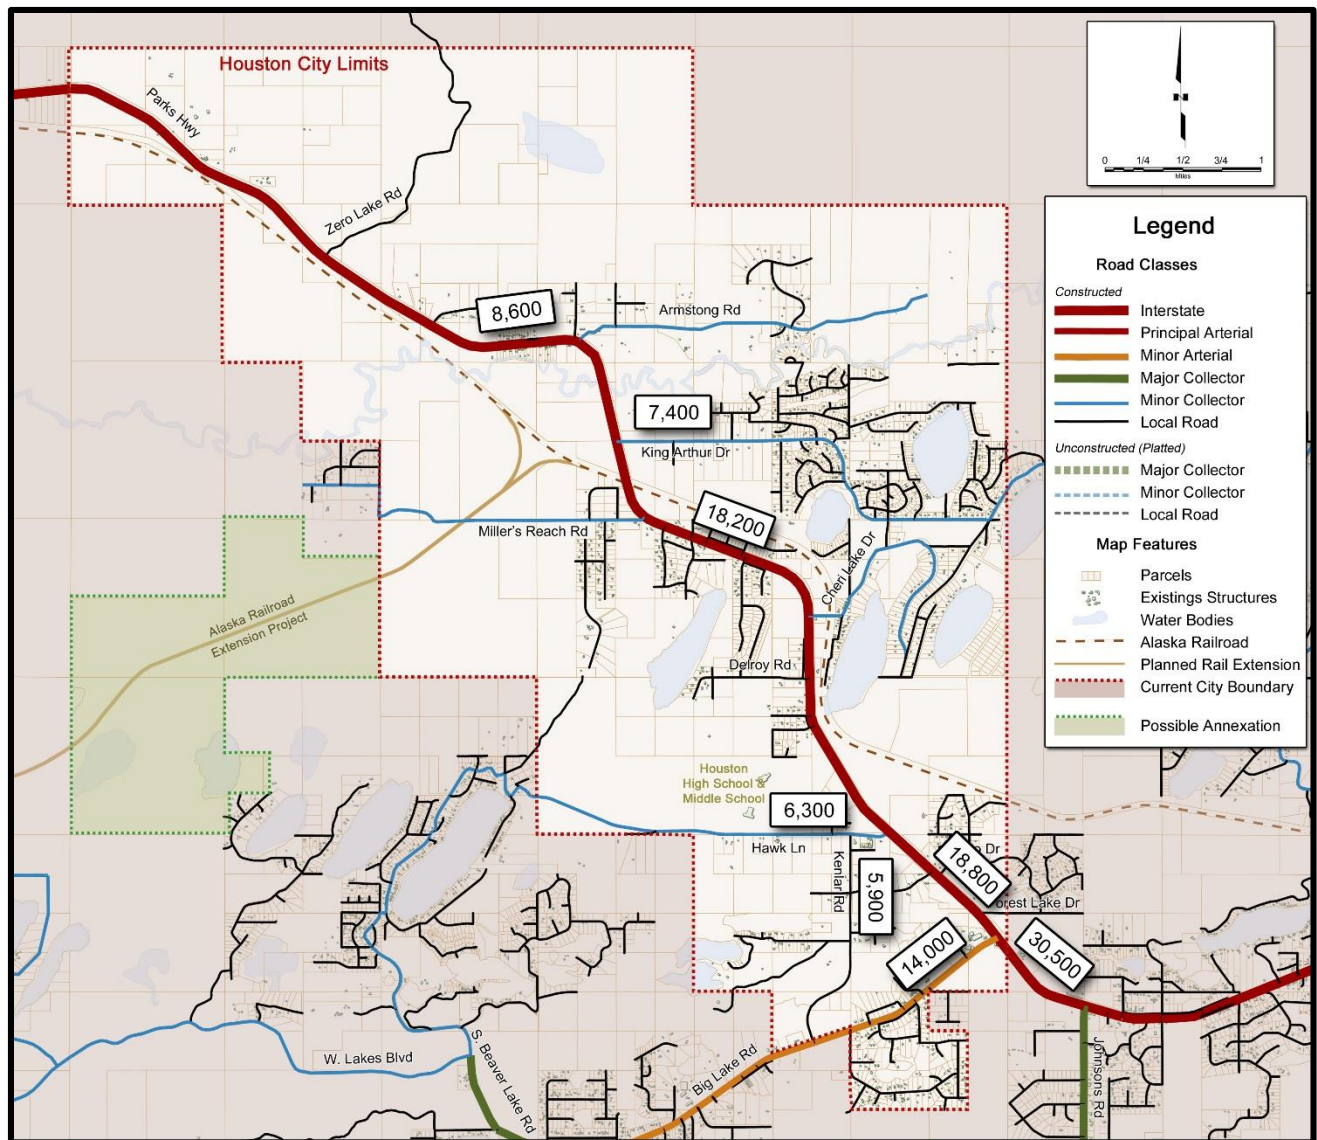 Houston City Limits
Parks Hwy
Zero Lake Rd
8,600
Armstong Rd
7,400
King Arthur Dr
18,200
Miller's Reach Rd
Cheri Lake Dr
Alaska Railroad
Extension Project
Delroy Rd
Houston
High School &
Middle School
6,300
Hawk Ln
Kenlar Rd
5,900
18,800
Dr
orest Lake Dr
14,000
30,500
W. Lakes Blvd
S. Beaver Lake Rd
Big Lake Rd
Johnsons Rd
N
0 1/4 1/2 3/4 1
Miles
Legend
Road Classes
Constructed
Interstate
Principal Arterial
Minor Arterial
Major Collector
Minor Collector
Local Road
Unconstructed (Platted)
Major Collector
Minor Collector
Local Road
Map Features
Parcels
Existings Structures
Water Bodies
Alaska Railroad
Planned Rail Extension
Current City Boundary
Possible Annexation